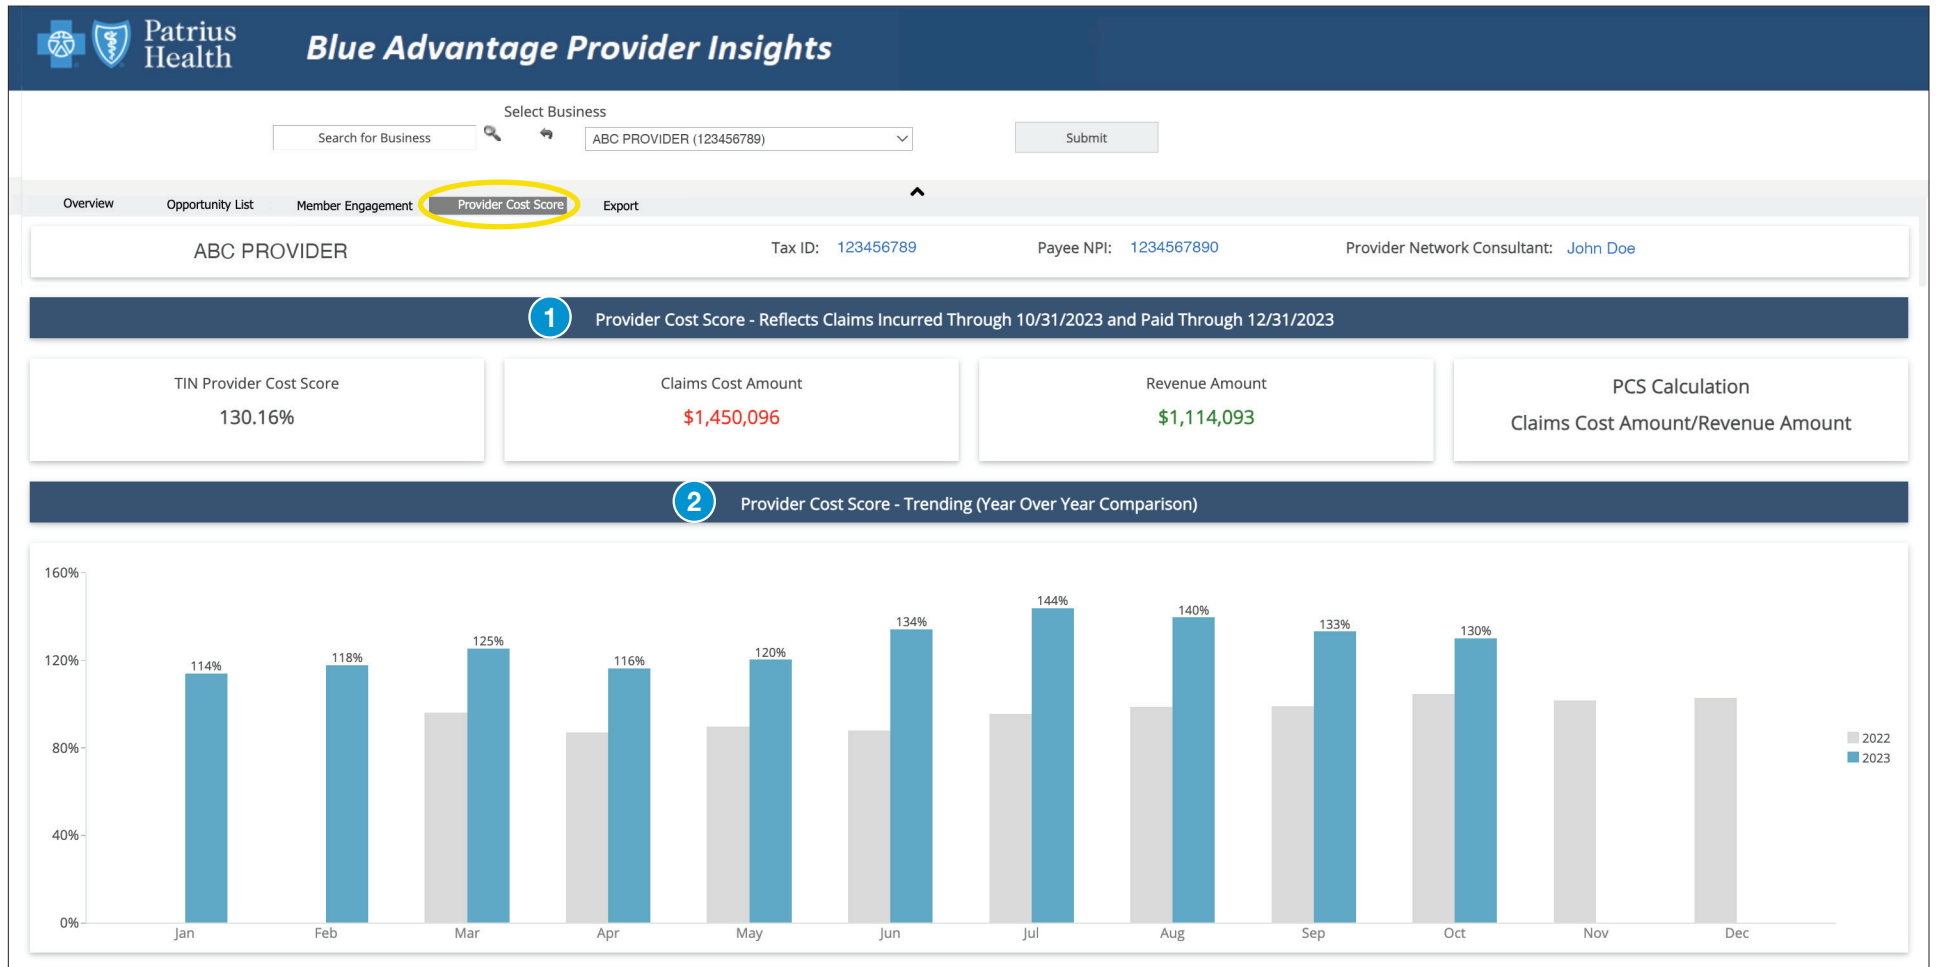 Patrius
Health
Blue Advantage Provider Insights
Select Business
Search for Business
ABC PROVIDER (123456789)
Submit
Overview Opportunity List Member Engagement Provider Cost Score Export
ABC PROVIDER Tax ID: 123456789 Payee NPI: 1234567890 Provider Network Consultant: John Doe
1 Provider Cost Score - Reflects Claims Incurred Through 10/31/2023 and Paid Through 12/31/2023
TIN Provider Cost Score
130.16%
Claims Cost Amount
$1,450,096
Revenue Amount
$1,114,093
PCS Calculation
Claims Cost Amount/Revenue Amount
2 Provider Cost Score - Trending (Year Over Year Comparison)
160%
120%
80%
40%
0%
114%
118%
125%
116%
120%
134%
144%
140%
133%
130%
2022
2023
Jan Feb Mar Apr May Jun Jul Aug Sep Oct Nov Dec